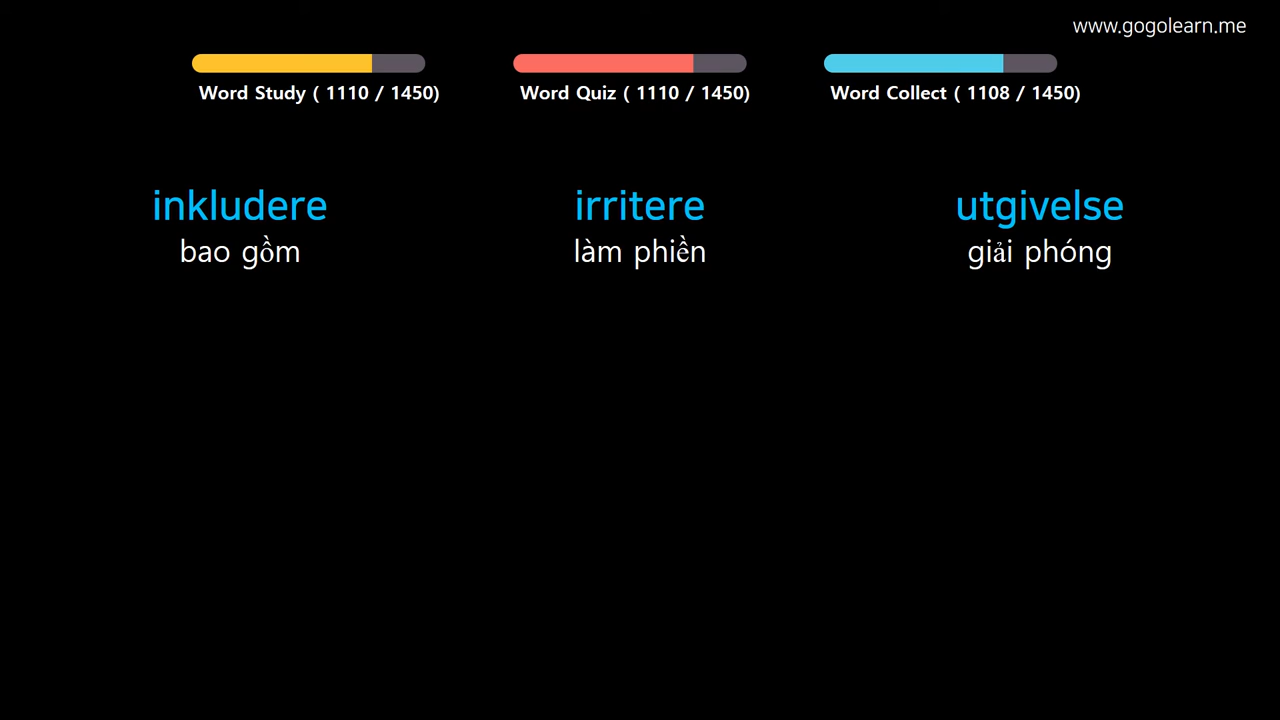 www.gogolearn.me
Word Study ( 1110 / 1450)
Word Quiz ( 1110 / 1450)
Word Collect ( 1108 / 1450)
inkludere
bao gồm
irritere
làm phiền
utgivelse
giải phóng